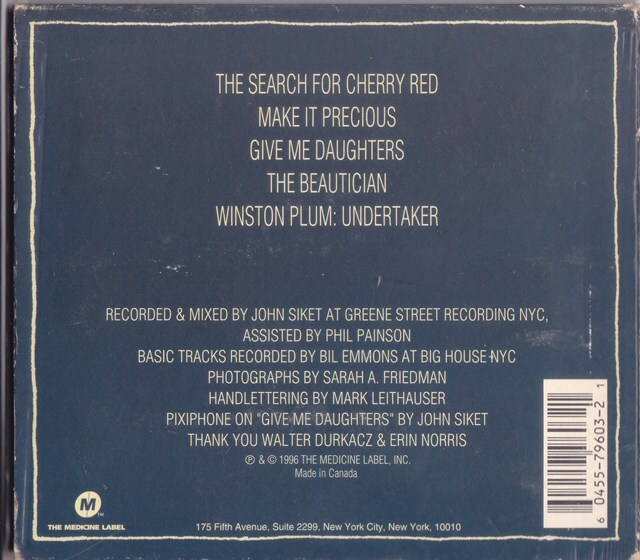 THE SEARCH FOR CHERRY RED
MAKE IT PRECIOUS
GIVE ME DAUGHTERS
THE BEAUTICIAN
WINSTON PLUM: UNDERTAKER
RECORDED & MIXED BY JOHN SIKET AT GREENE STREET RECORDING NYC,
ASSISTED BY PHIL PAINSON
BASIC TRACKS RECORDED BY BIL EMMONS AT BIG HOUSE NYC
PHOTOGRAPHS BY SARAH A. FRIEDMAN
HANDLETTERING BY MARK LEITHAUSER
PIXIPHONE ON "GIVE ME DAUGHTERS" BY JOHN SIKET
THANK YOU WALTER DURKACZ & ERIN NORRIS
℗ & © 1996 THE MEDICINE LABEL, INC.
Made in Canada
6 0455-79603-2 1
M TM
THE MEDICINE LABEL
175 Fifth Avenue, Suite 2299, New York City, New York, 10010